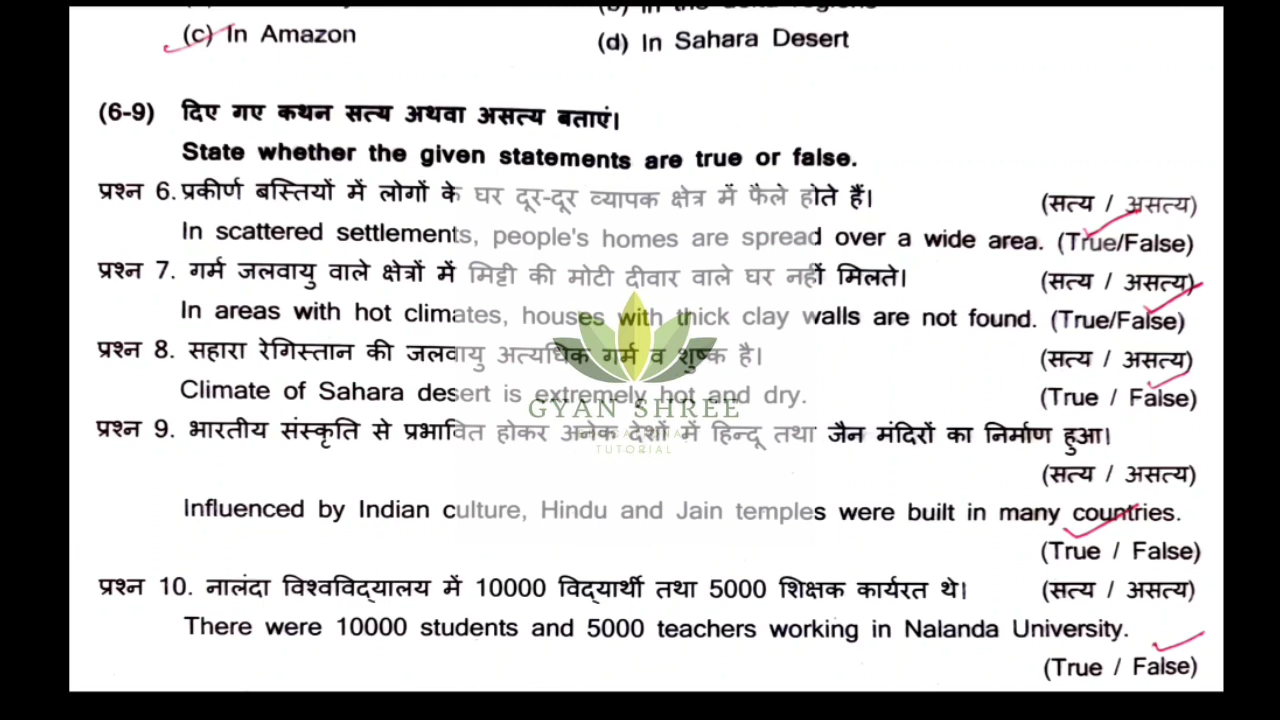 (c) In Amazon (d) In Sahara Desert
(6-9) दिए गए कथन सत्य अथवा असत्य बताएं।
State whether the given statements are true or false.
प्रश्न 6. प्रकीर्ण बस्तियों में लोगों के घर दूर-दूर व्यापक क्षेत्र में फैले होते हैं। (सत्य / असत्य)
In scattered settlements, people's homes are spread over a wide area. (True/False)
प्रश्न 7. गर्म जलवायु वाले क्षेत्रों में मिट्टी की मोटी दीवार वाले घर नहीं मिलते। (सत्य / असत्य)
In areas with hot climates, houses with thick clay walls are not found. (True/False)
प्रश्न 8. सहारा रेगिस्तान की जलवायु अत्यधिक गर्म व शुष्क है। (सत्य / असत्य)
Climate of Sahara desert is extremely hot and dry. (True / False)
GYAN SHREE
प्रश्न 9. भारतीय संस्कृति से प्रभावित होकर अनेक देशों में हिन्दू तथा जैन मंदिरों का निर्माण हुआ।
TUTORIAL
(सत्य / असत्य)
Influenced by Indian culture, Hindu and Jain temples were built in many countries.
(True / False)
प्रश्न 10. नालंदा विश्वविद्यालय में 10000 विद्यार्थी तथा 5000 शिक्षक कार्यरत थे। (सत्य / असत्य)
There were 10000 students and 5000 teachers working in Nalanda University.
(True / False)